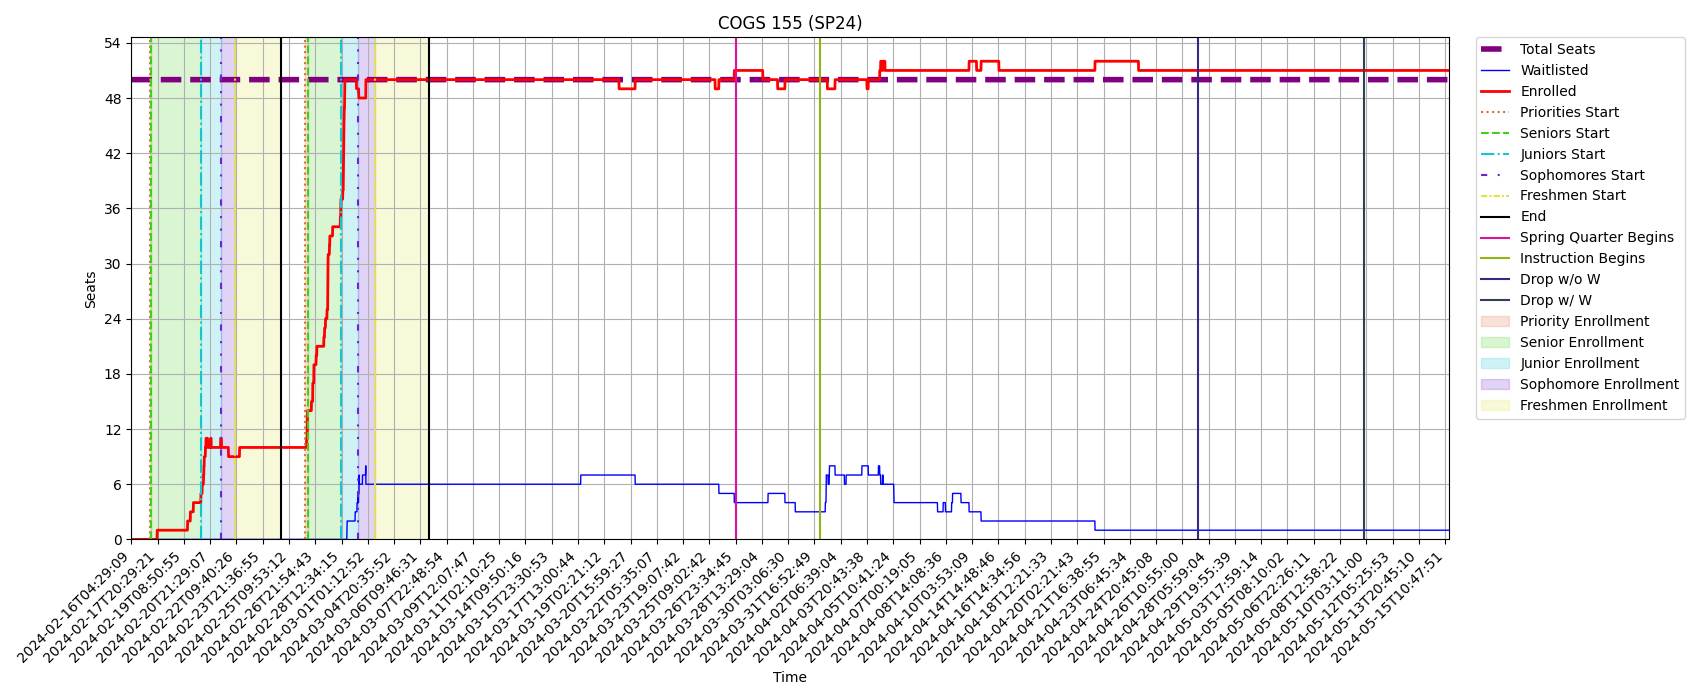 COGS 155 (SP24)
Seats
54
48
42
36
30
24
18
12
6
0
2024-02-16T04:29:09
2024-02-17T20:29:21
2024-02-19T08:50:55
2024-02-20T21:29:07
2024-02-22T09:40:26
2024-02-23T21:36:55
2024-02-25T09:53:12
2024-02-26T21:54:43
2024-02-28T12:34:15
2024-03-01T01:12:52
2024-03-04T20:35:52
2024-03-06T09:46:31
2024-03-07T22:48:54
2024-03-09T12:07:47
2024-03-11T02:10:25
2024-03-14T09:50:16
2024-03-15T23:30:53
2024-03-17T13:00:44
2024-03-19T02:21:12
2024-03-20T15:59:27
2024-03-22T05:35:07
2024-03-23T19:07:42
2024-03-25T09:02:42
2024-03-26T23:34:45
2024-03-28T13:29:04
2024-03-30T03:06:30
2024-03-31T16:52:49
2024-04-02T06:39:04
2024-04-03T20:43:38
2024-04-05T10:41:24
2024-04-07T00:19:05
2024-04-08T14:08:36
2024-04-10T03:53:09
2024-04-14T14:48:46
2024-04-16T14:34:56
2024-04-18T12:21:33
2024-04-20T02:21:43
2024-04-21T16:38:55
2024-04-23T06:45:34
2024-04-24T20:45:08
2024-04-26T10:55:00
2024-04-28T05:59:04
2024-04-29T19:55:39
2024-05-03T17:59:14
2024-05-05T08:10:02
2024-05-06T22:26:11
2024-05-08T12:58:22
2024-05-10T03:11:00
2024-05-12T05:25:53
2024-05-13T20:45:10
2024-05-15T10:47:51
Time
Total Seats
Waitlisted
Enrolled
Priorities Start
Seniors Start
Juniors Start
Sophomores Start
Freshmen Start
End
Spring Quarter Begins
Instruction Begins
Drop w/o W
Drop w/ W
Priority Enrollment
Senior Enrollment
Junior Enrollment
Sophomore Enrollment
Freshmen Enrollment